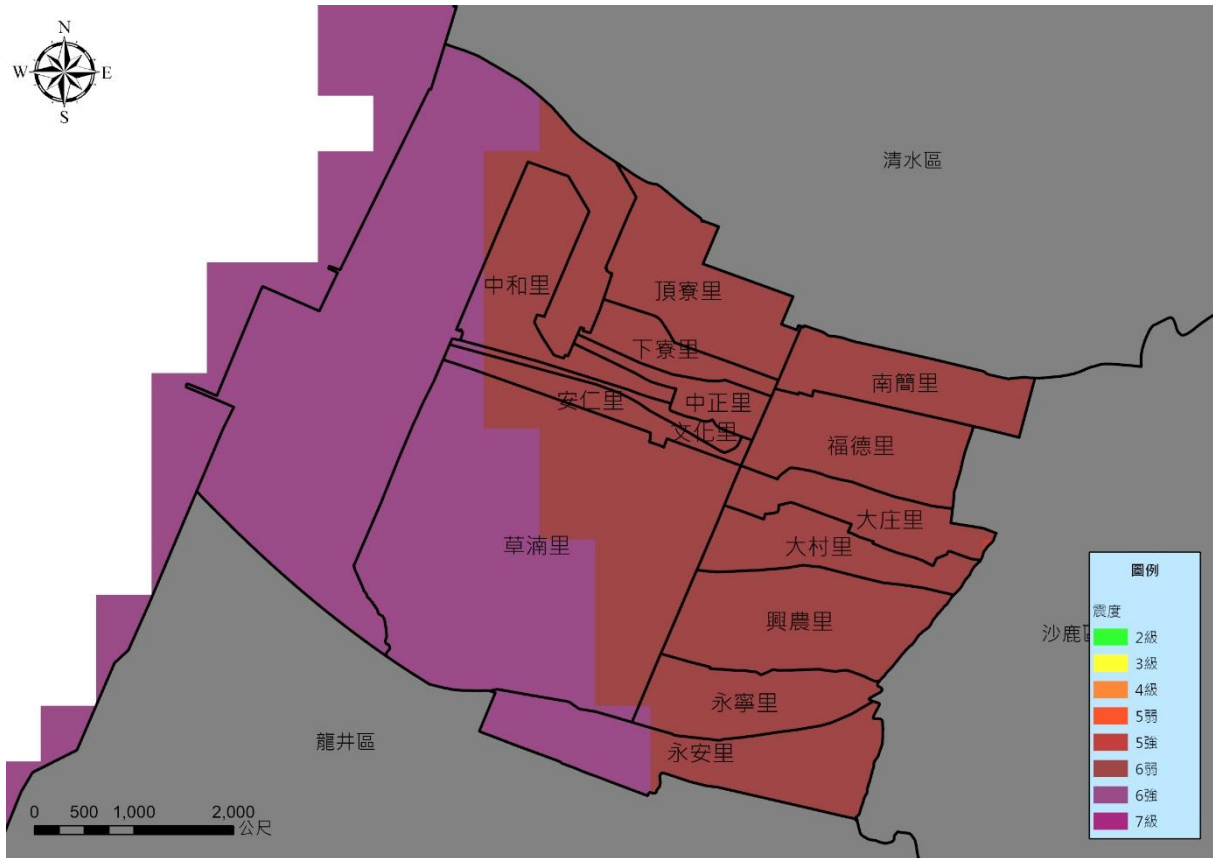 N
W
E
S
清水區
中和里
頂寮里
下寮里
南簡里
安仁里
中正里
文化里
福德里
大庄里
大村里
草湳里
興農里
沙鹿區
永寧里
永安里
龍井區
0 500 1,000 2,000
公尺
圖例
震度
2級
3級
4級
5弱
5強
6弱
6強
7級